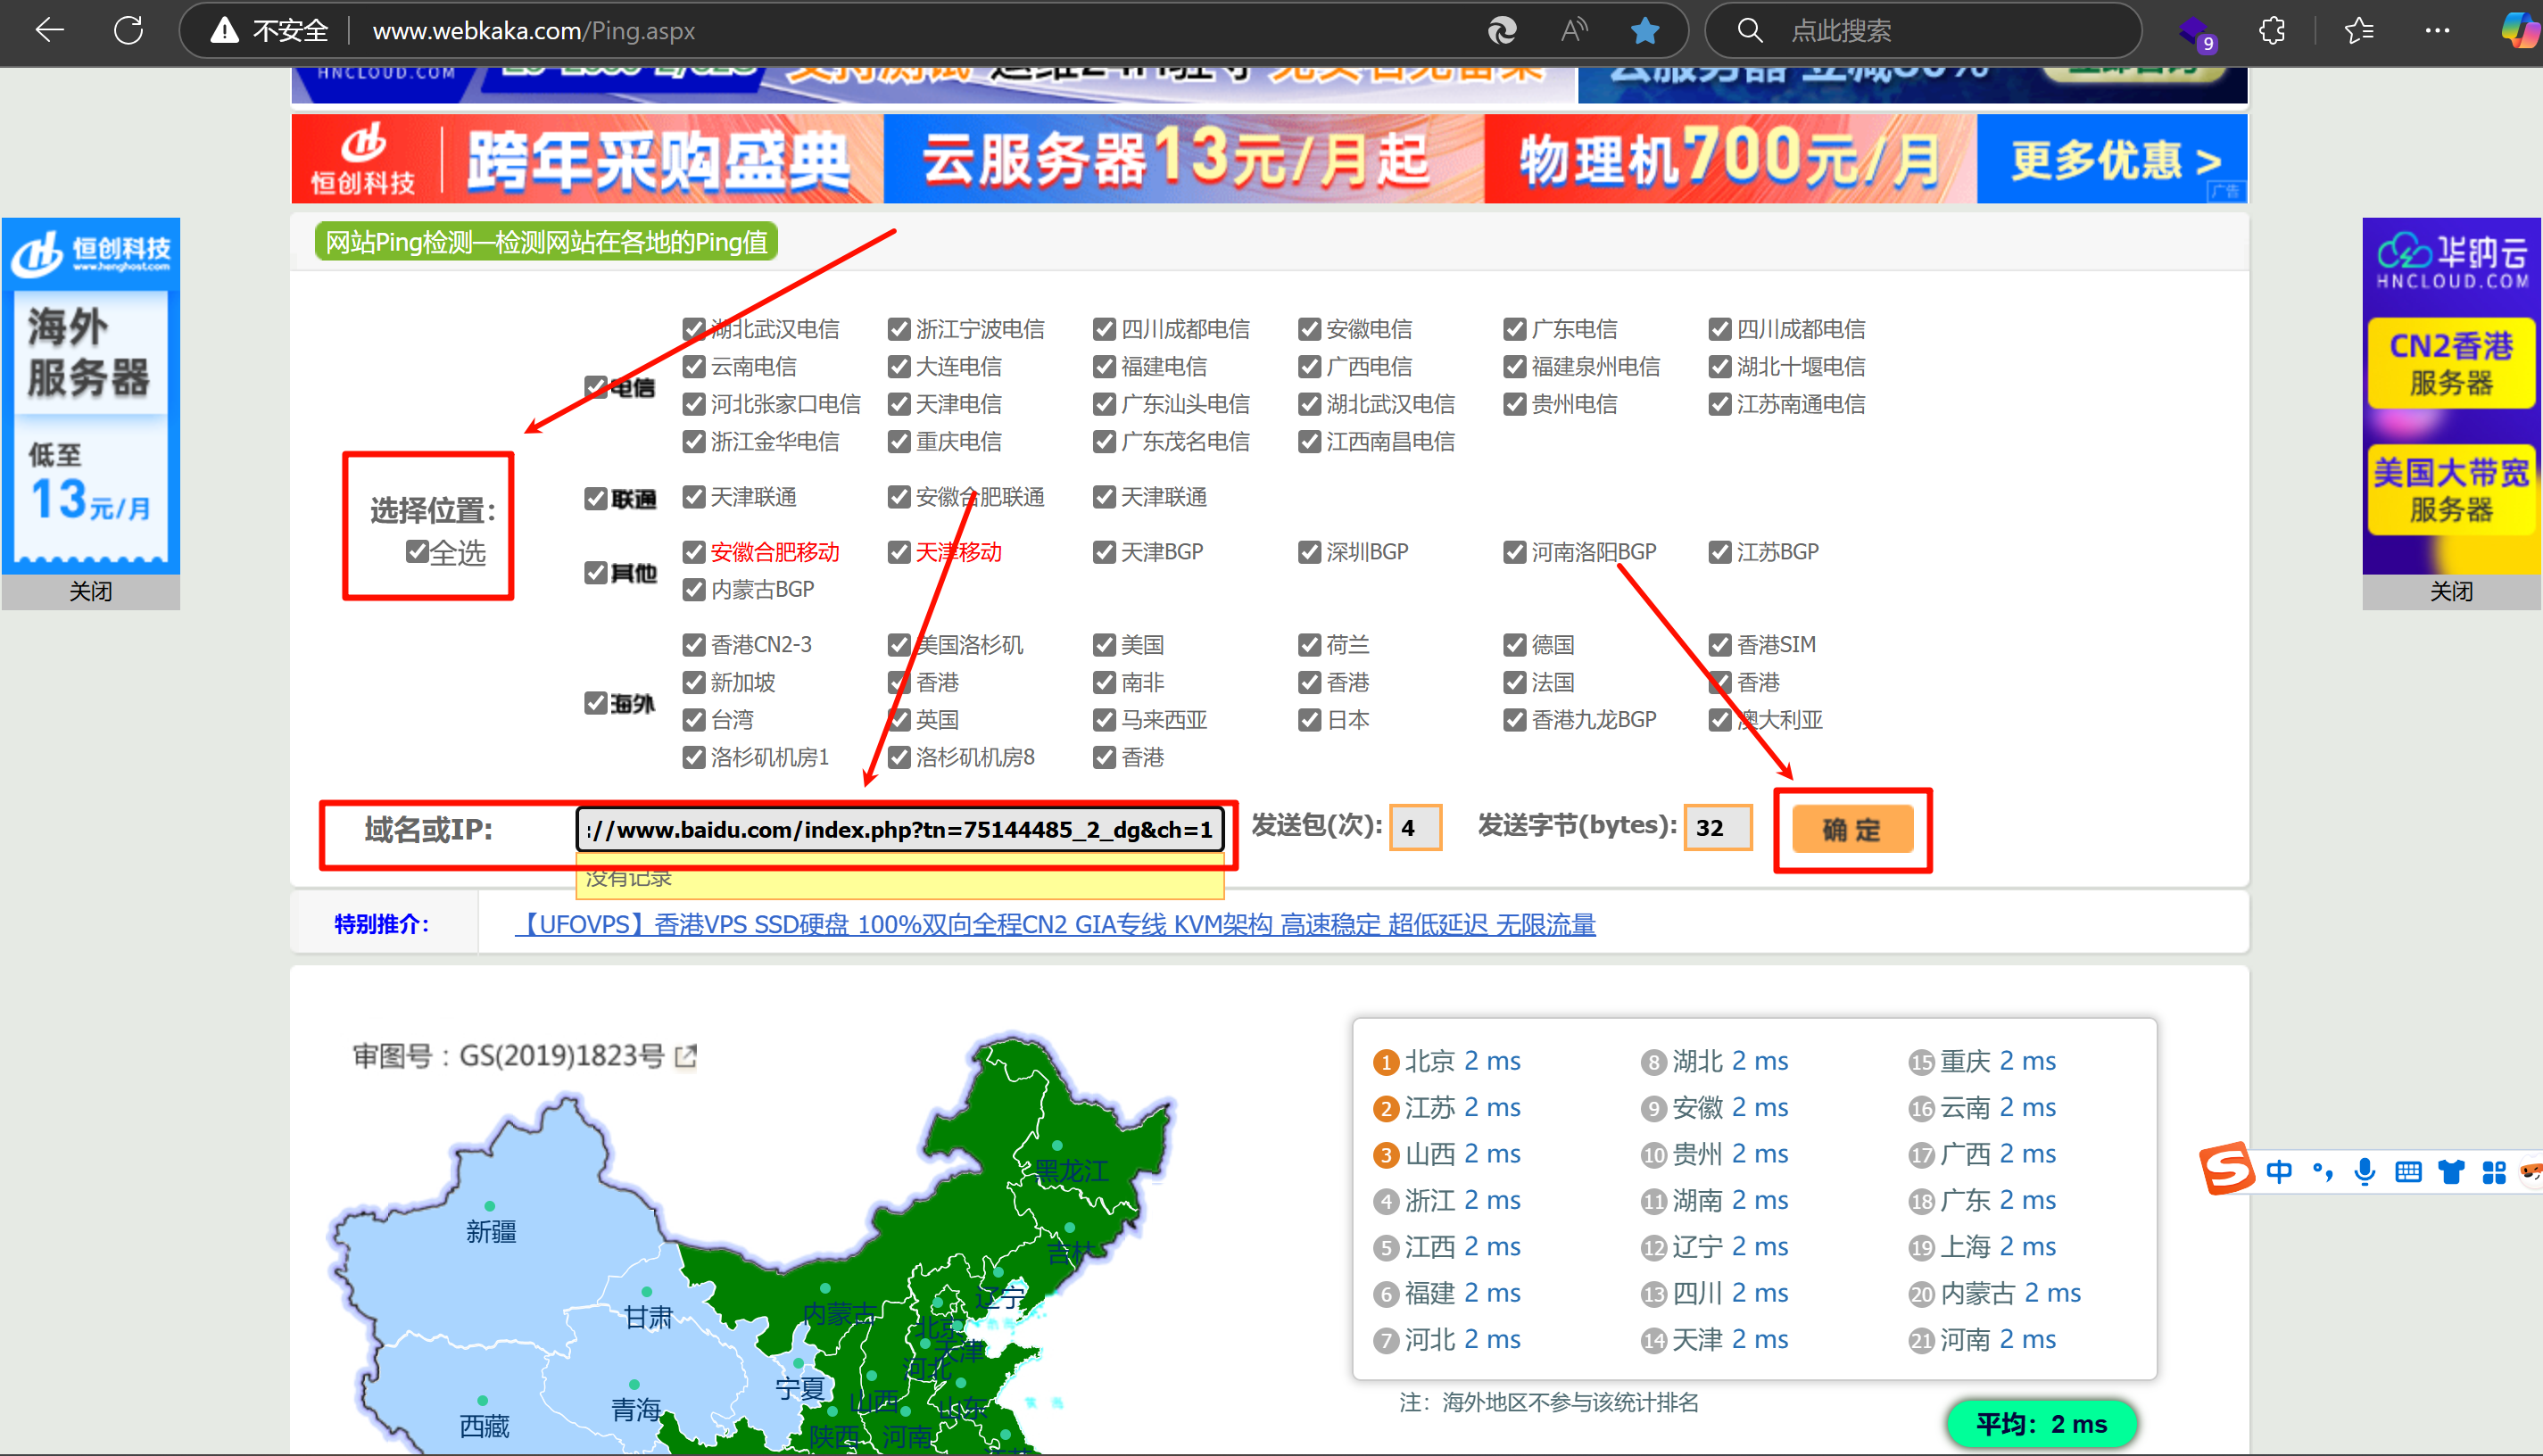 不安全 www.webkaka.com/Ping.aspx 点此搜索 9
HNCLOUD.COM
恒创科技 跨年采购盛典 云服务器13元/月起 物理机700元/月 更多优惠 >
广告
网站Ping检测—检测网站在各地的Ping值
恒创科技
www.henghost.com
海外
服务器
低至
13元/月
关闭
华纳云
HNCLOUD.COM
CN2香港
服务器
美国大带宽
服务器
关闭
选择位置:
全选
电信
湖北武汉电信 浙江宁波电信 四川成都电信 安徽电信 广东电信 四川成都电信
云南电信 大连电信 福建电信 广西电信 福建泉州电信 湖北十堰电信
河北张家口电信 天津电信 广东汕头电信 湖北武汉电信 贵州电信 江苏南通电信
浙江金华电信 重庆电信 广东茂名电信 江西南昌电信
联通 天津联通 安徽合肥联通 天津联通
其他
安徽合肥移动 天津移动 天津BGP 深圳BGP 河南洛阳BGP 江苏BGP
内蒙古BGP
海外
香港CN2-3 美国洛杉矶 美国 荷兰 德国 香港SIM
新加坡 香港 南非 香港 法国 香港
台湾 英国 马来西亚 日本 香港九龙BGP 澳大利亚
洛杉矶机房1 洛杉矶机房8 香港
域名或IP: ://www.baidu.com/index.php?tn=75144485_2_dg&ch=1 发送包(次): 4 发送字节(bytes): 32 确 定
没有记录
特别推介: 【UFOVPS】香港VPS SSD硬盘 100%双向全程CN2 GIA专线 KVM架构 高速稳定 超低延迟 无限流量
审图号：GS(2019)1823号
黑龙江
吉林
新疆
辽宁
内蒙古
甘肃
北京
天津
河北
宁夏
山西
山东
青海
西藏
陕西
河南
1 北京 2 ms 8 湖北 2 ms 15 重庆 2 ms
2 江苏 2 ms 9 安徽 2 ms 16 云南 2 ms
3 山西 2 ms 10 贵州 2 ms 17 广西 2 ms
4 浙江 2 ms 11 湖南 2 ms 18 广东 2 ms
5 江西 2 ms 12 辽宁 2 ms 19 上海 2 ms
6 福建 2 ms 13 四川 2 ms 20 内蒙古 2 ms
7 河北 2 ms 14 天津 2 ms 21 河南 2 ms
注：海外地区不参与该统计排名
平均：2 ms
中